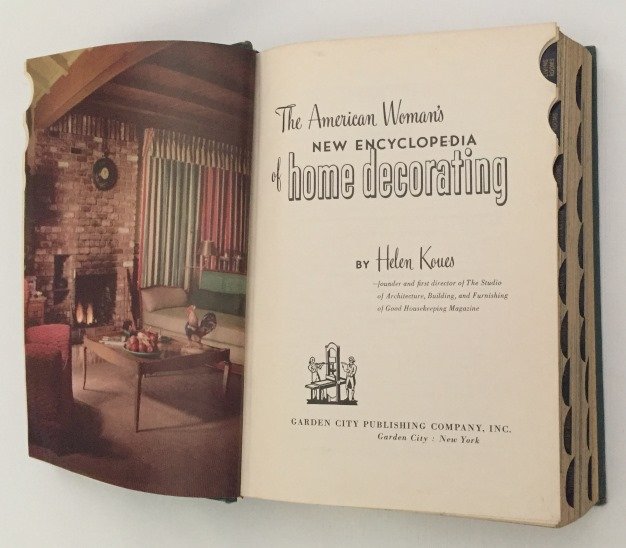 The American Woman's
NEW ENCYCLOPEDIA
of home decorating
BY Helen Koues
—founder and first director of The Studio
of Architecture, Building, and Furnishing
of Good Housekeeping Magazine
GARDEN CITY PUBLISHING COMPANY, INC.
Garden City : New York